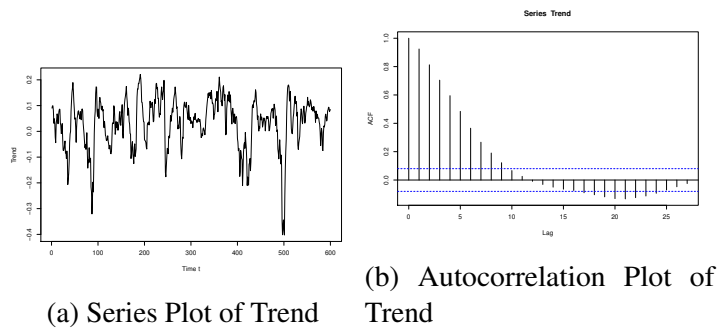 Series Trend
Trend
0.2
0.1
0.0
−0.1
−0.2
−0.3
−0.4
0 100 200 300 400 500 600
Time t
(a) Series Plot of Trend
ACF
1.0
0.8
0.6
0.4
0.2
0.0
0 5 10 15 20 25
Lag
(b) Autocorrelation Plot of
Trend